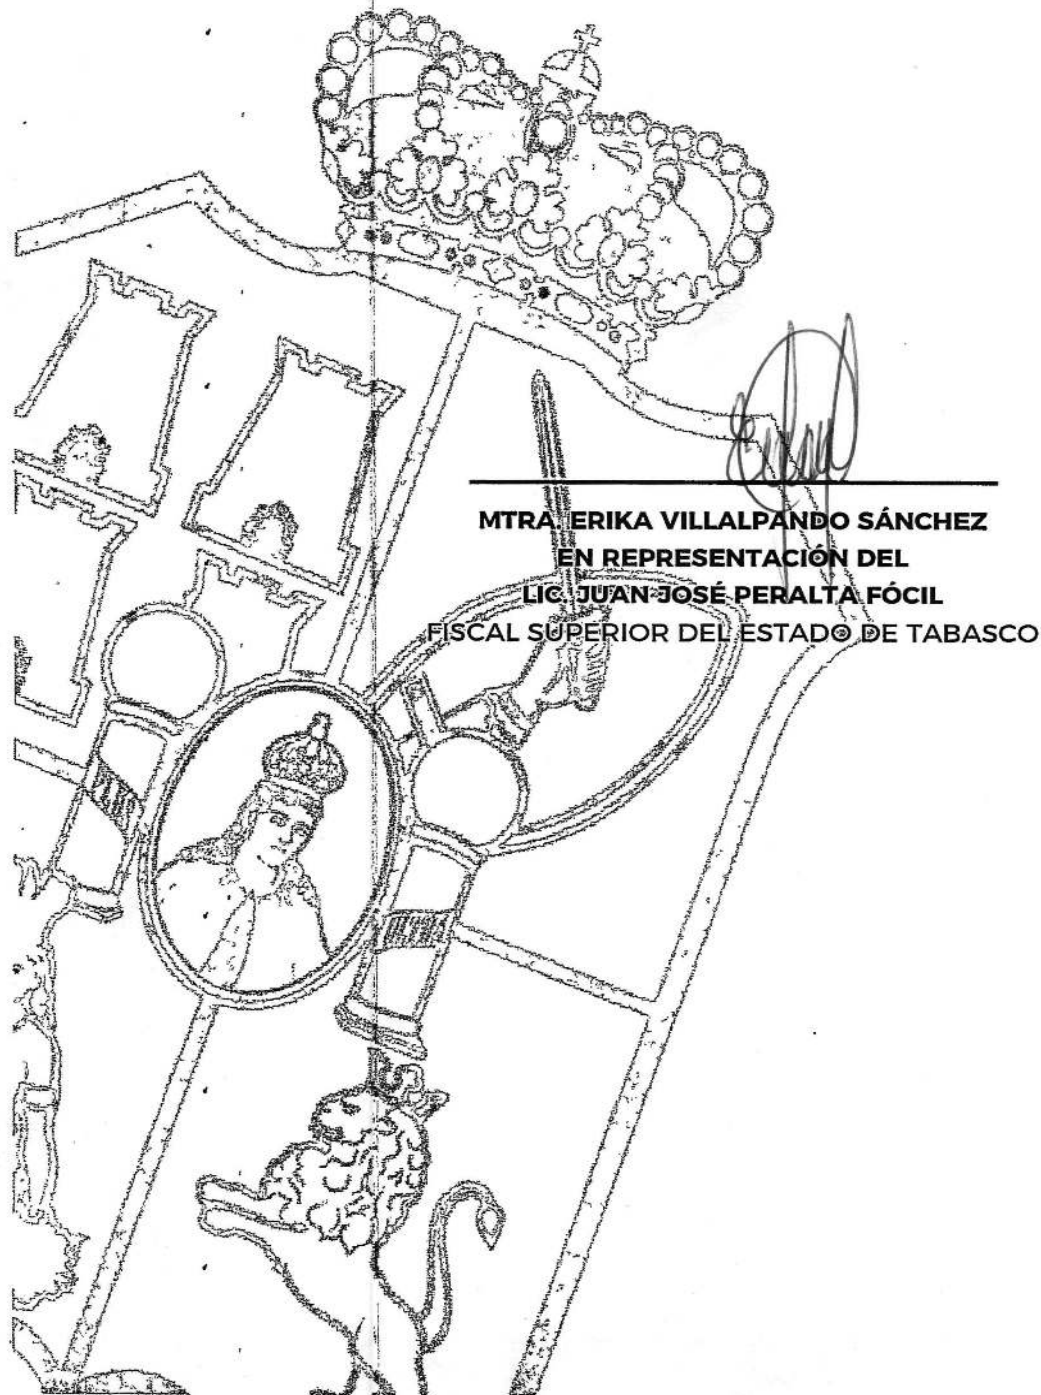 MTRA. ERIKA VILLALPANDO SÁNCHEZ
EN REPRESENTACIÓN DEL
LIC. JUAN JOSÉ PERALTA FÓCIL
FISCAL SUPERIOR DEL ESTADO DE TABASCO